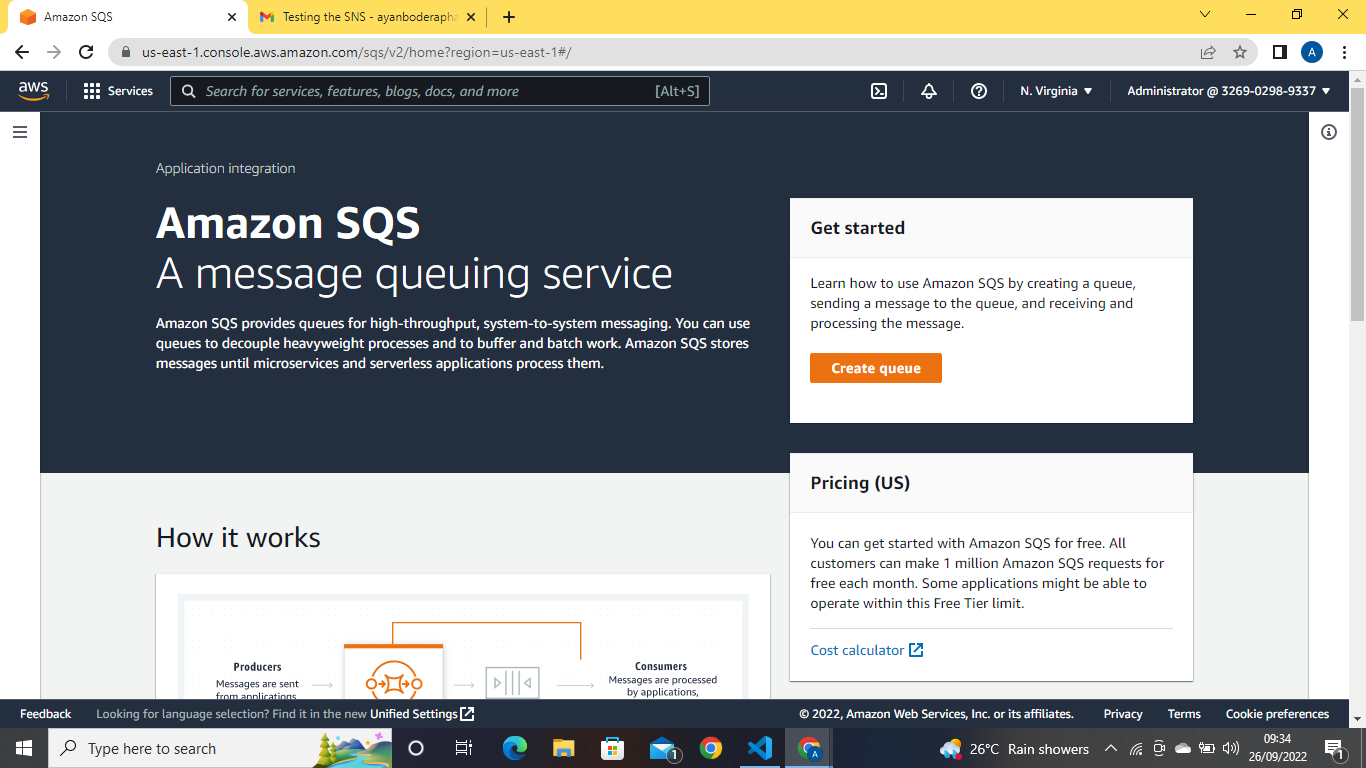 Amazon SQS
Testing the SNS - ayanboderapha
us-east-1.console.aws.amazon.com/sqs/v2/home?region=us-east-1#/
A
aws
Services
Search for services, features, blogs, docs, and more
[Alt+S]
N. Virginia
Administrator @ 3269-0298-9337
Application integration
Amazon SQS
A message queuing service
Amazon SQS provides queues for high-throughput, system-to-system messaging. You can use
queues to decouple heavyweight processes and to buffer and batch work. Amazon SQS stores
messages until microservices and serverless applications process them.
Get started
Learn how to use Amazon SQS by creating a queue,
sending a message to the queue, and receiving and
processing the message.
Create queue
Pricing (US)
You can get started with Amazon SQS for free. All
customers can make 1 million Amazon SQS requests for
free each month. Some applications might be able to
operate within this Free Tier limit.
Cost calculator
How it works
Producers
Messages are sent
from applications
Consumers
Messages are processed
by applications,
Feedback
Looking for language selection? Find it in the new Unified Settings
© 2022, Amazon Web Services, Inc. or its affiliates.
Privacy
Terms
Cookie preferences
Type here to search
1
A
26°C Rain showers
09:34
26/09/2022
1